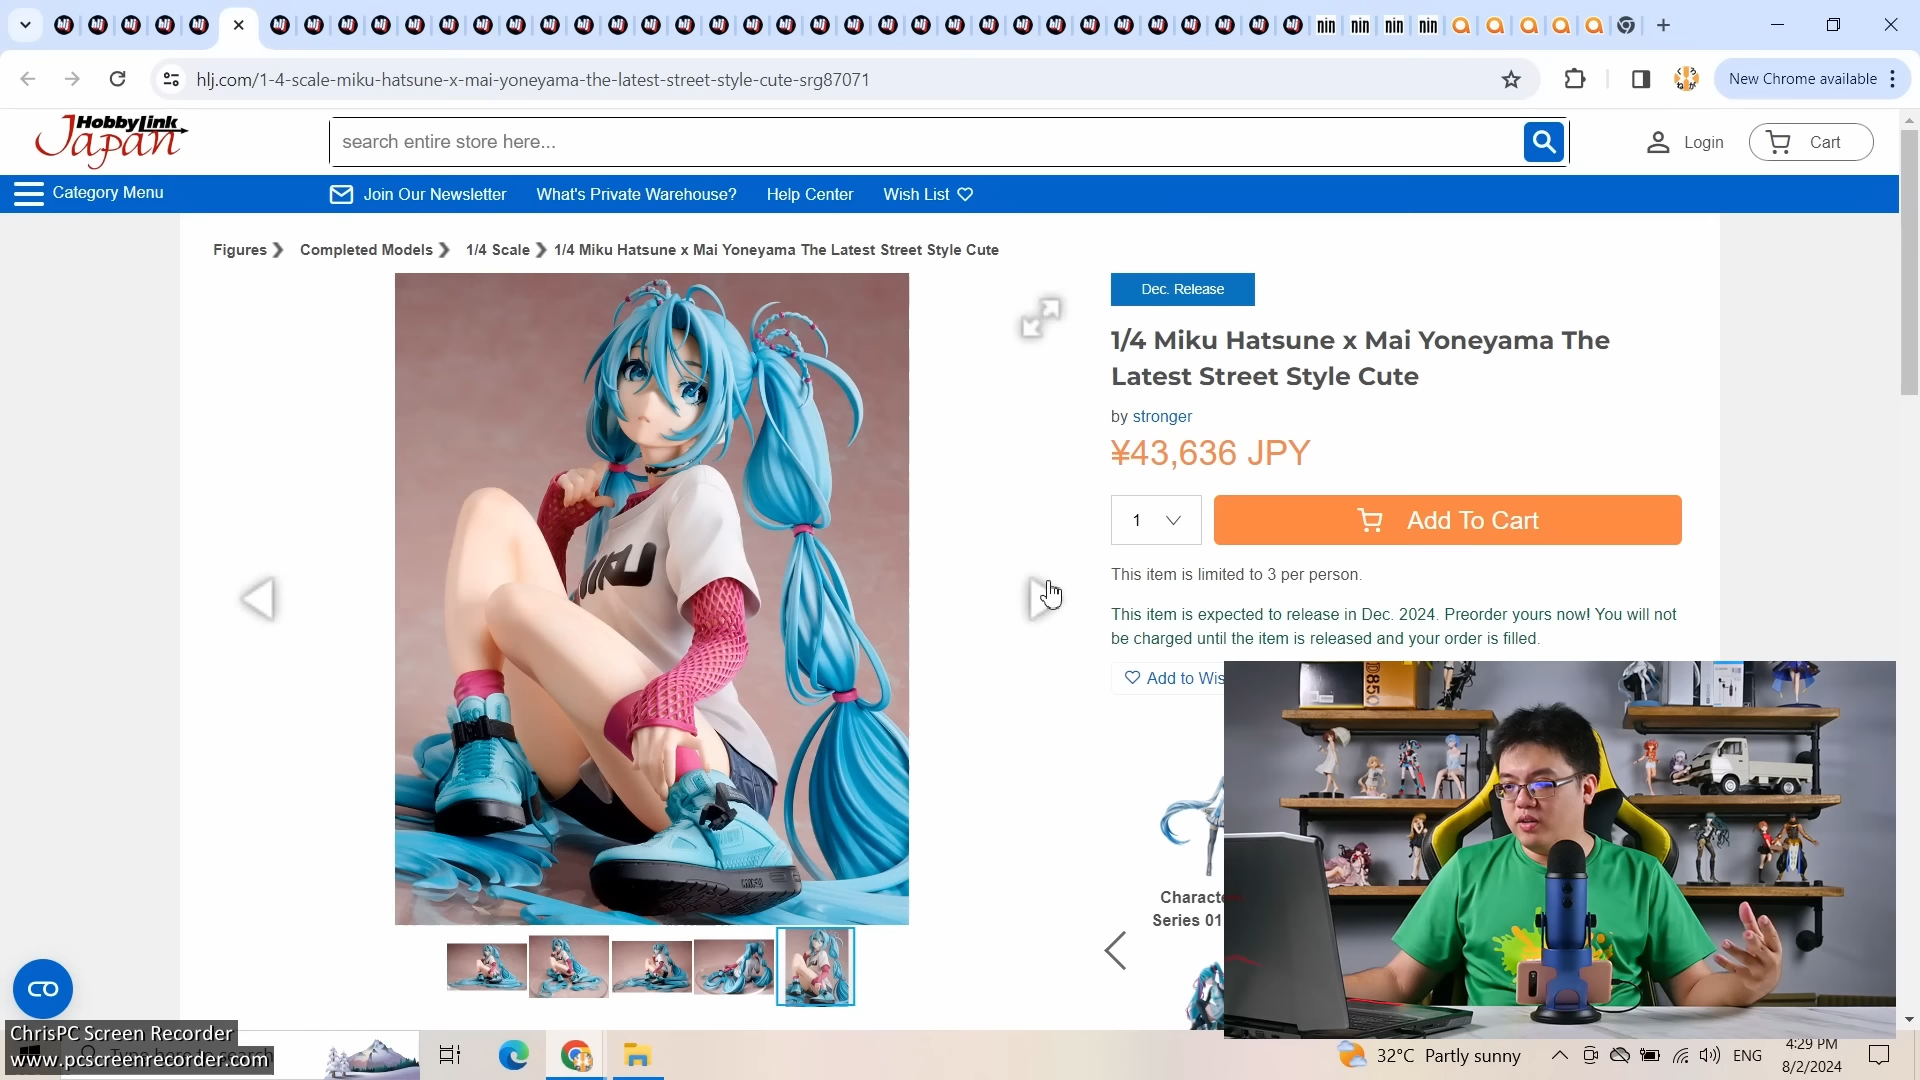 hlj.com/1-4-scale-miku-hatsune-x-mai-yoneyama-the-latest-street-style-cute-srg87071
New Chrome available
HobbyLink
Japan
search entire store here...
Login
Cart
Category Menu
Join Our Newsletter
What's Private Warehouse?
Help Center
Wish List
Figures
Completed Models
1/4 Scale
1/4 Miku Hatsune x Mai Yoneyama The Latest Street Style Cute
Dec. Release
1/4 Miku Hatsune x Mai Yoneyama The
Latest Street Style Cute
by stronger
¥43,636 JPY
1
Add To Cart
This item is limited to 3 per person.
This item is expected to release in Dec. 2024. Preorder yours now! You will not
be charged until the item is released and your order is filled.
Add to Wis
Series 01
MIKU
ChrisPC Screen Recorder
www.pcscreenrecorder.com
32°C Partly sunny
ENG
4:29 PM
8/2/2024